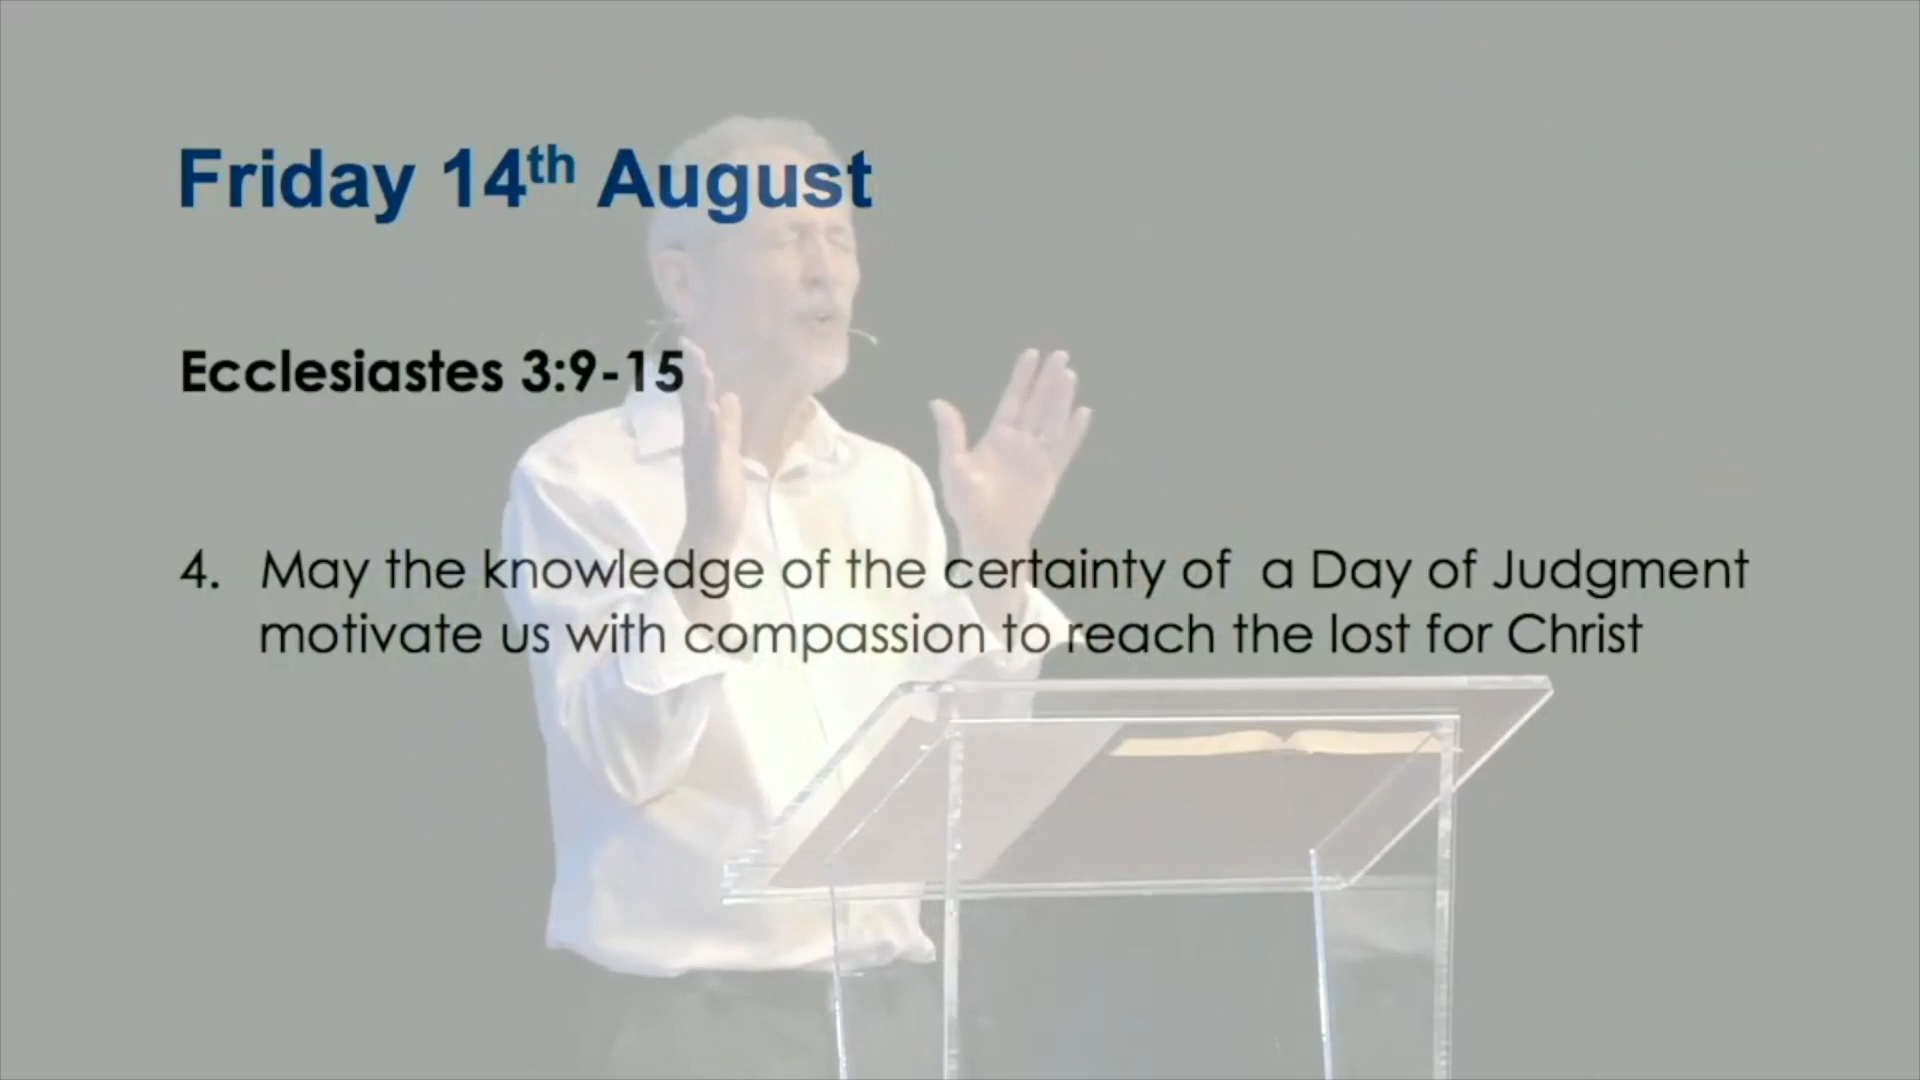 Friday 14th August
Ecclesiastes 3:9-15
4. May the knowledge of the certainty of a Day of Judgment
motivate us with compassion to reach the lost for Christ